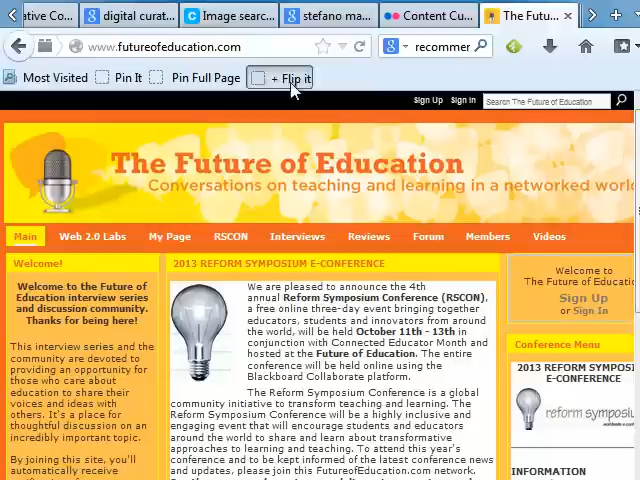 ative Co...
digital curat...
Image searc...
stefano ma...
Content Cu...
The Futu...
www.futureofeducation.com
recommer
Most Visited
Pin It
Pin Full Page
+ Flip it
Sign Up
Sign In
Search The Future of Education
The Future of Education
Conversations on teaching and learning in a networked worl
Main
Web 2.0 Labs
My Page
RSCON
Interviews
Reviews
Forum
Members
Videos
Welcome!
Welcome to the Future of
Education interview series
and discussion community.
Thanks for being here!
This interview series and the
community are devoted to
providing an opportunity for
those who care about
education to share their
voices and ideas with
others. It's a place for
thoughtful discussion on an
incredibly important topic.
By joining this site, you'll
automatically receive
2013 REFORM SYMPOSIUM E-CONFERENCE
We are pleased to announce the 4th
annual Reform Symposium Conference (RSCON),
a free online three-day event bringing together
educators, students and innovators from around
the world, will be held October 11th - 13th in
conjunction with Connected Educator Month and
hosted at the Future of Education. The entire
conference will be held online using the
Blackboard Collaborate platform.
The Reform Symposium Conference is a global
community initiative to transform teaching and learning. The
Reform Symposium Conference will be a highly inclusive and
engaging event that will encourage students and educators
around the world to share and learn about transformative
approaches to learning and teaching. To attend this year's
conference and to be kept informed of the latest conference news
and updates, please join this FutureofEducation.com network.
Welcome to
The Future of Educatio
Sign Up
or Sign In
Conference Menu
2013 REFORM SYMPOSI
E-CONFERENCE
reform symposiu
INFORMATION